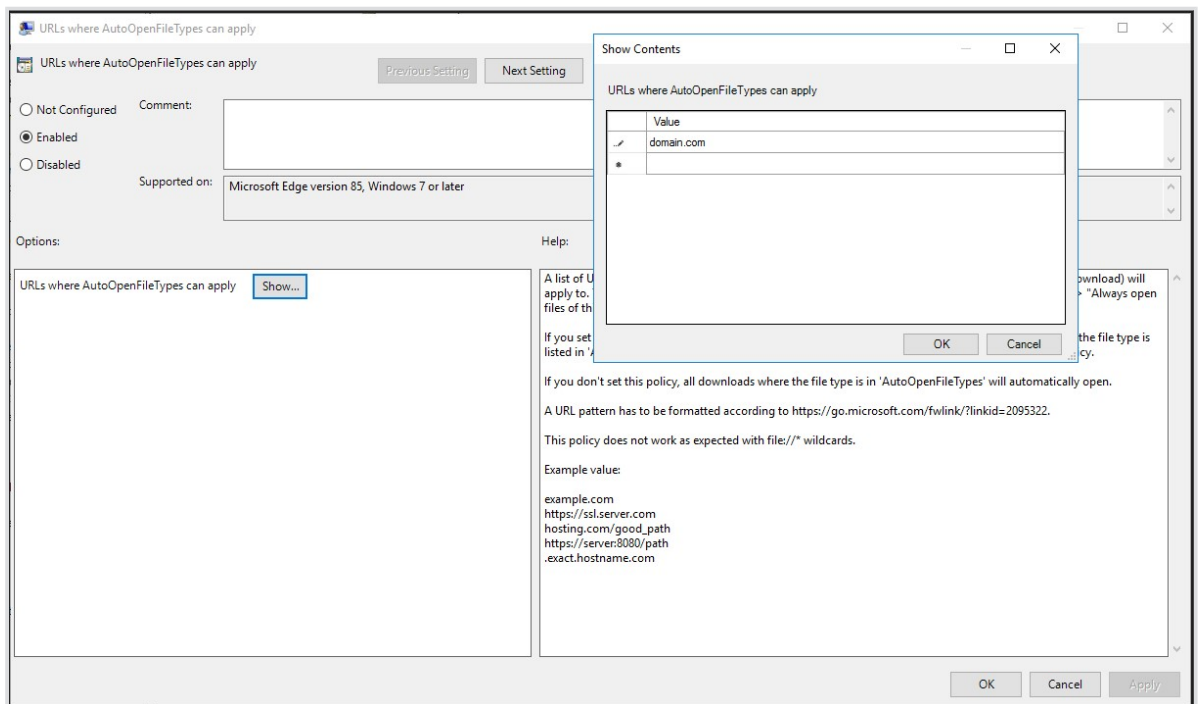 URLs where AutoOpenFileTypes can apply
URLs where AutoOpenFileTypes can apply
Previous Setting
Next Setting
Not Configured
Enabled
Disabled
Comment:
Supported on:
Microsoft Edge version 85, Windows 7 or later
Options:
Help:
URLs where AutoOpenFileTypes can apply
Show...
Show Contents
URLs where AutoOpenFileTypes can apply
Value
domain.com
OK
Cancel
A list of U
ownload) will
apply to.
> "Always open
files of th
If you set
the file type is
listed in
cy.
If you don't set this policy, all downloads where the file type is in 'AutoOpenFileTypes' will automatically open.
A URL pattern has to be formatted according to https://go.microsoft.com/fwlink/?linkid=2095322.
This policy does not work as expected with file://* wildcards.
Example value:
example.com
https://ssl.server.com
hosting.com/good_path
https://server:8080/path
.exact.hostname.com
OK
Cancel
Apply